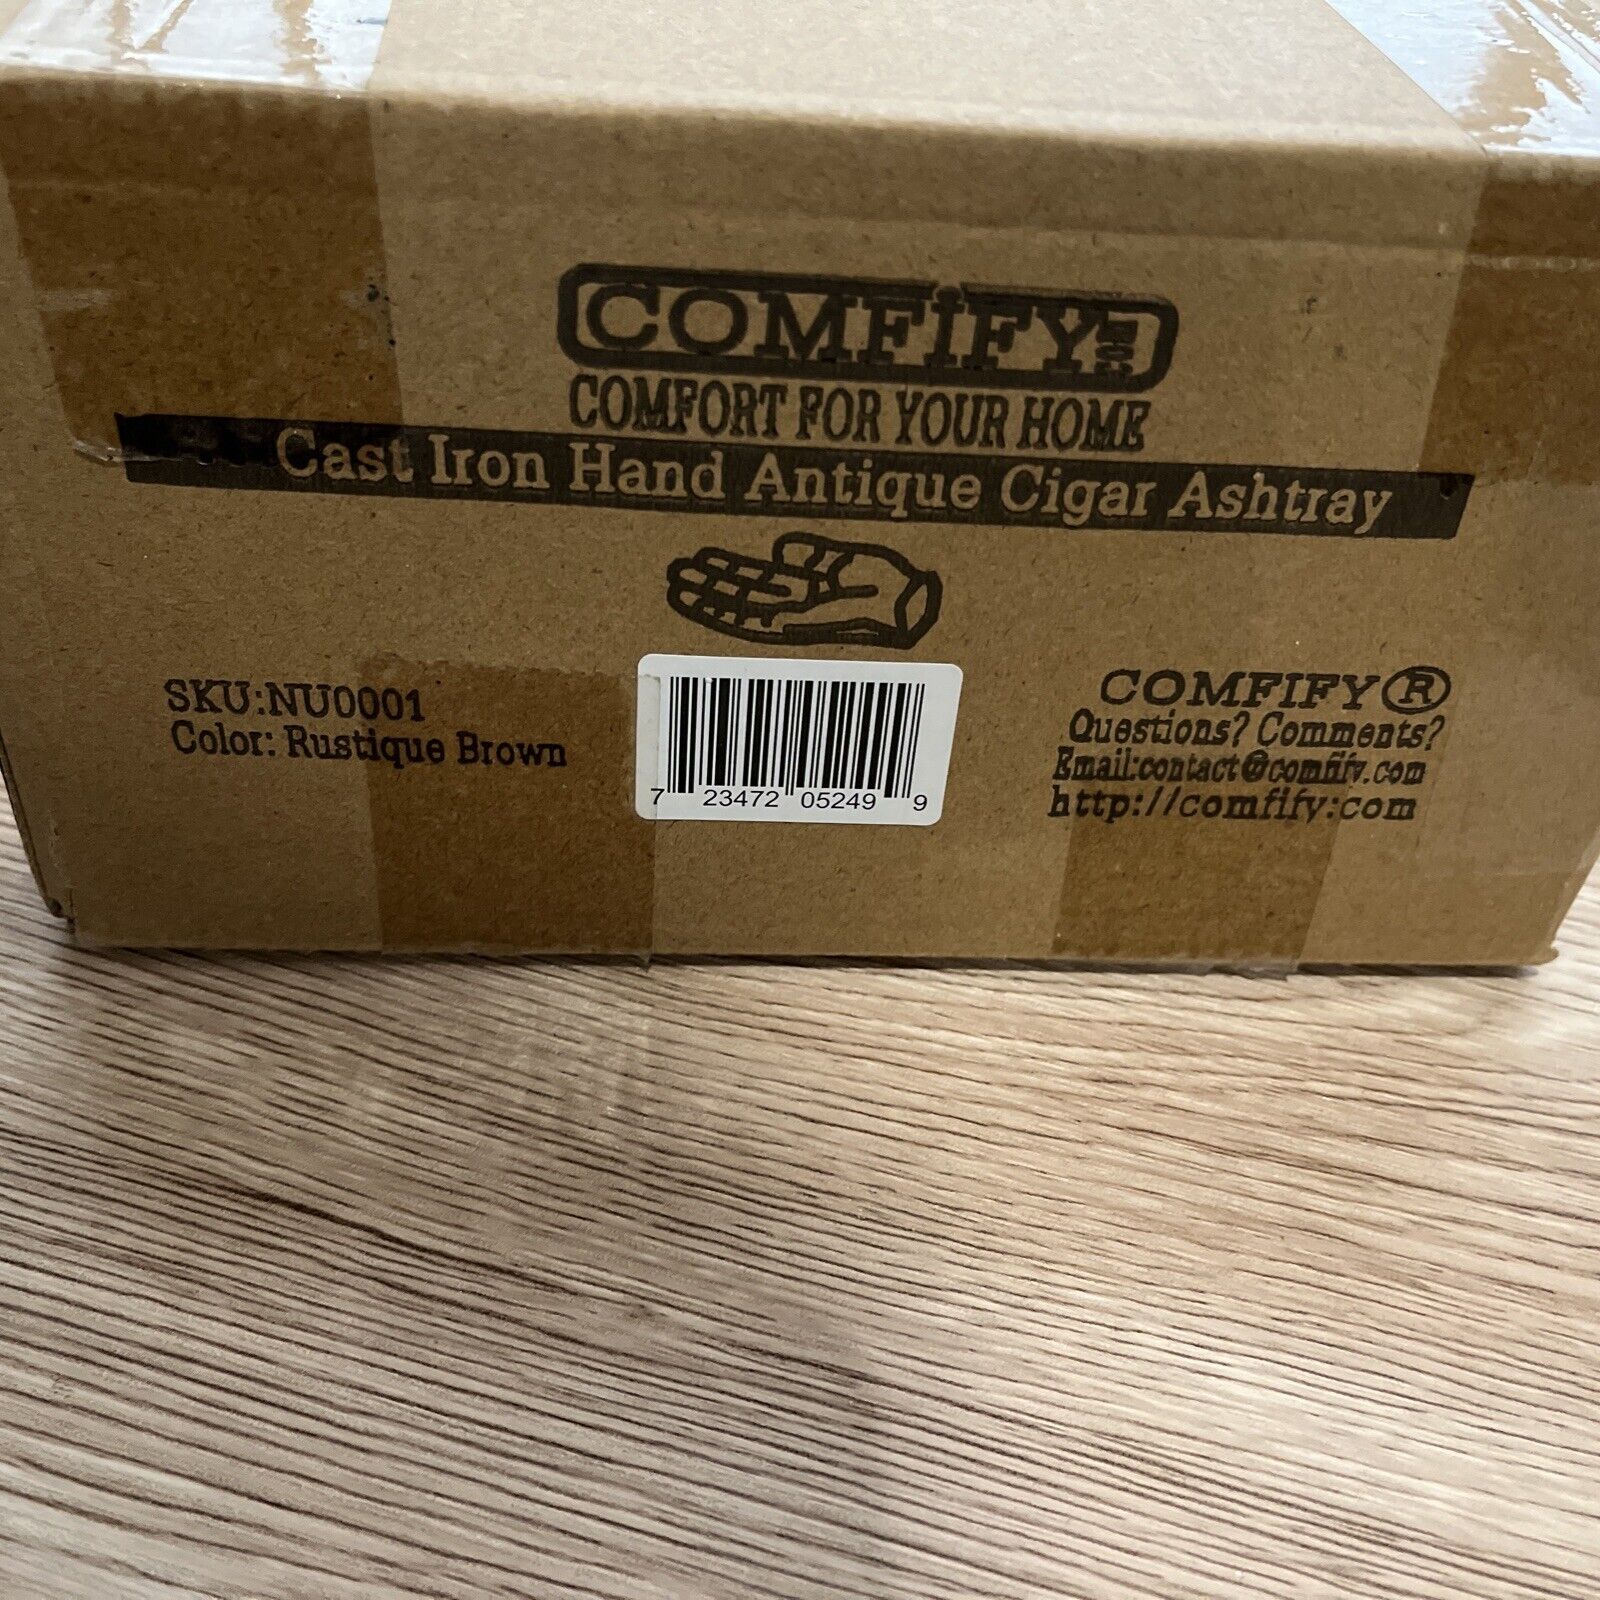 COMFiFY INC
COMFORT FOR YOUR HOME
Cast Iron Hand Antique Cigar Ashtray
SKU:NU0001
Color: Rustique Brown
7 23472 05249 9
COMFIFY®
Questions? Comments?
Email:contact@comfify.com
http://comfify.com